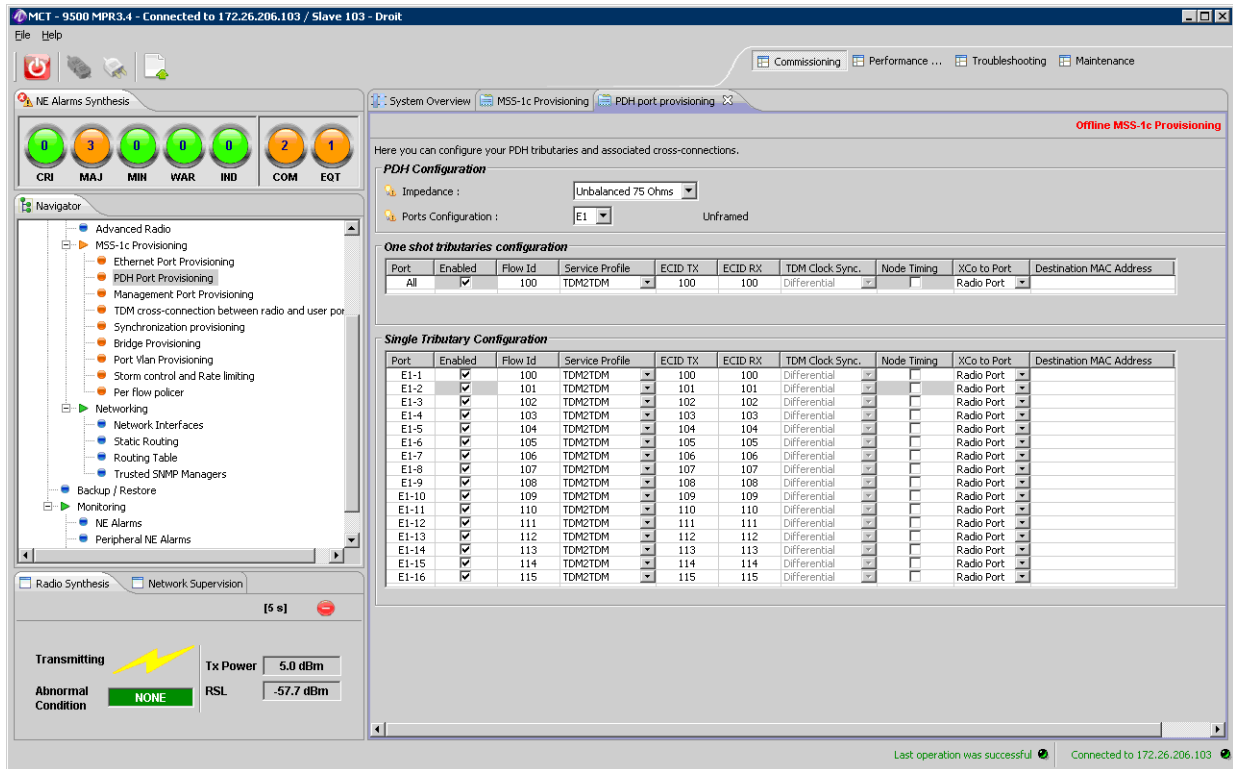 MCT - 9500 MPR3.4 - Connected to 172.26.206.103 / Slave 103 - Droit
File Help
Commissioning Performance ... Troubleshooting Maintenance
NE Alarms Synthesis
0 3 0 0 0 2 1
CRI MAJ MIN WAR IND COM EQT
Navigator
Advanced Radio
MSS-1c Provisioning
Ethernet Port Provisioning
PDH Port Provisioning
Management Port Provisioning
TDM cross-connection between radio and user por
Synchronization provisioning
Bridge Provisioning
Port Vlan Provisioning
Storm control and Rate limiting
Per flow policer
Networking
Network Interfaces
Static Routing
Routing Table
Trusted SNMP Managers
Backup / Restore
Monitoring
NE Alarms
Peripheral NE Alarms
Radio Synthesis Network Supervision
[5 s]
Transmitting
Tx Power 5.0 dBm
Abnormal Condition NONE
RSL -57.7 dBm
System Overview MSS-1c Provisioning PDH port provisioning
Offline MSS-1c Provisioning
Here you can configure your PDH tributaries and associated cross-connections.
PDH Configuration
Impedance : Unbalanced 75 Ohms
Ports Configuration : E1 Unframed
One shot tributaries configuration
Port Enabled Flow Id Service Profile ECID TX ECID RX TDM Clock Sync. Node Timing XCo to Port Destination MAC Address
All 100 TDM2TDM 100 100 Differential Radio Port
Single Tributary Configuration
Port Enabled Flow Id Service Profile ECID TX ECID RX TDM Clock Sync. Node Timing XCo to Port Destination MAC Address
E1-1 100 TDM2TDM 100 100 Differential Radio Port
E1-2 101 TDM2TDM 101 101 Differential Radio Port
E1-3 102 TDM2TDM 102 102 Differential Radio Port
E1-4 103 TDM2TDM 103 103 Differential Radio Port
E1-5 104 TDM2TDM 104 104 Differential Radio Port
E1-6 105 TDM2TDM 105 105 Differential Radio Port
E1-7 106 TDM2TDM 106 106 Differential Radio Port
E1-8 107 TDM2TDM 107 107 Differential Radio Port
E1-9 108 TDM2TDM 108 108 Differential Radio Port
E1-10 109 TDM2TDM 109 109 Differential Radio Port
E1-11 110 TDM2TDM 110 110 Differential Radio Port
E1-12 111 TDM2TDM 111 111 Differential Radio Port
E1-13 112 TDM2TDM 112 112 Differential Radio Port
E1-14 113 TDM2TDM 113 113 Differential Radio Port
E1-15 114 TDM2TDM 114 114 Differential Radio Port
E1-16 115 TDM2TDM 115 115 Differential Radio Port
Last operation was successful Connected to 172.26.206.103